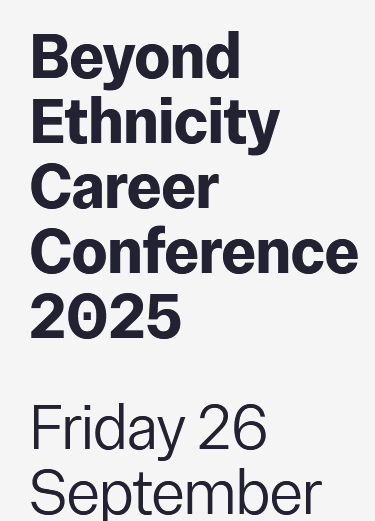 Beyond
Ethnicity
Career
Conference
2025
Friday 26
September